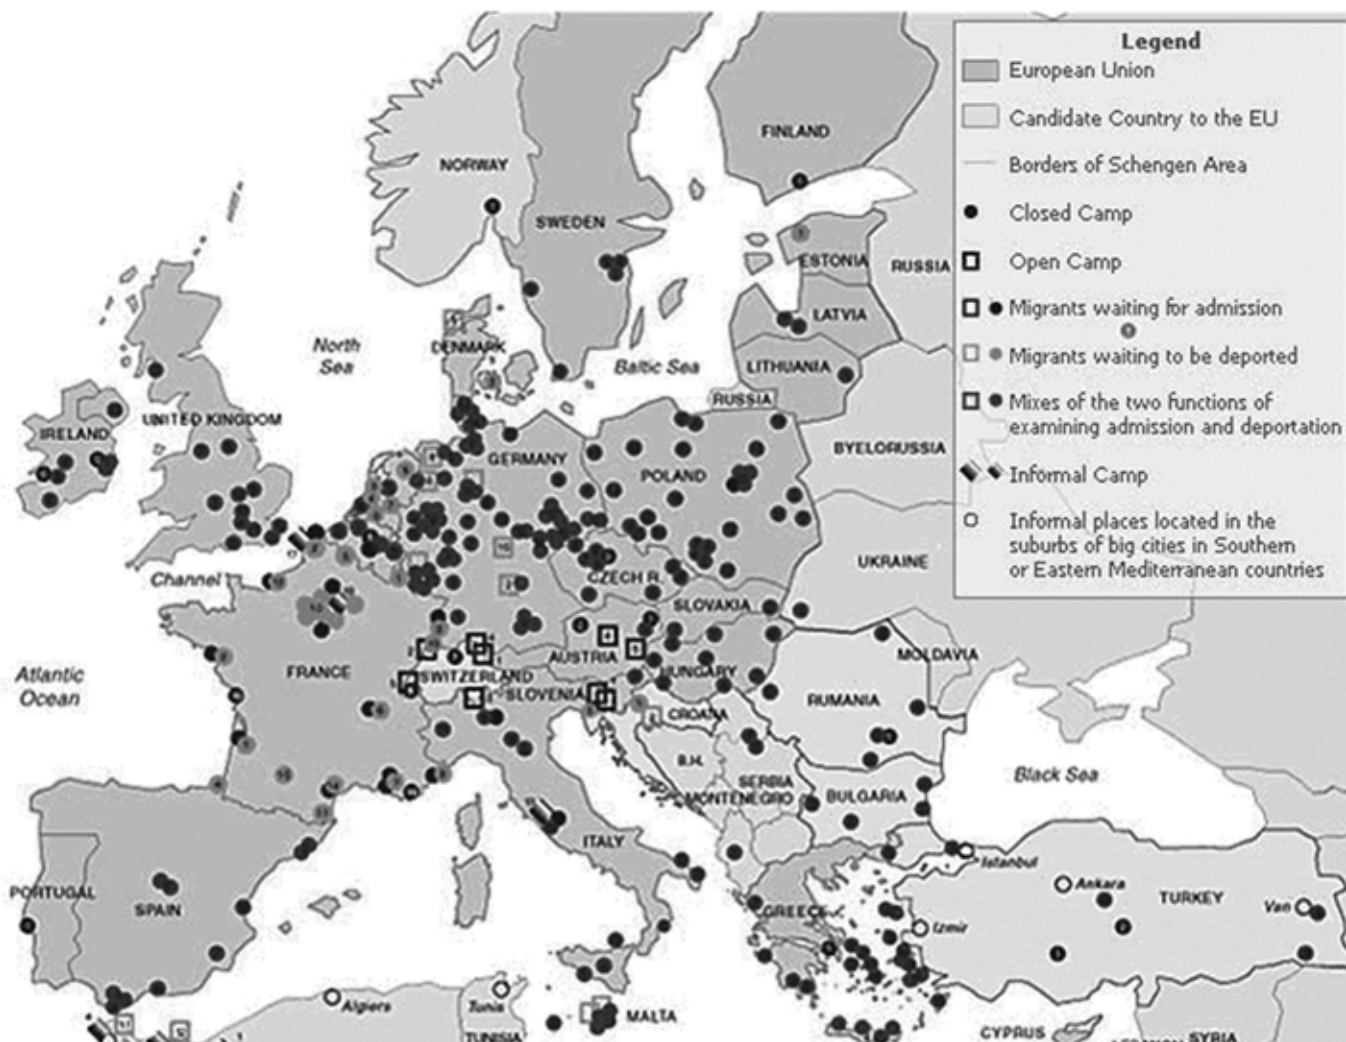 Legend
European Union
Candidate Country to the EU
Borders of Schengen Area
Closed Camp
Open Camp
Migrants waiting for admission
Migrants waiting to be deported
Mixes of the two functions of
examining admission and deportation
Informal Camp
Informal places located in the
suburbs of big cities in Southern
or Eastern Mediterranean countries
FINLAND
NORWAY
SWEDEN
ESTONIA
RUSSIA
LATVIA
North
Sea
DENMARK
Baltic Sea
LITHUANIA
RUSSIA
UNITED KINGDOM
IRELAND
GERMANY
POLAND
BYELORUSSIA
UKRAINE
Channel
CZECH R.
SLOVAKIA
Atlantic
Ocean
FRANCE
SWITZERLAND
AUSTRIA
HUNGARY
MOLDAVIA
SLOVENIA
CROATIA
RUMANIA
B.H.
SERBIA
MONTENEGRO
BULGARIA
Black Sea
ITALY
Istanbul
PORTUGAL
SPAIN
GREECE
Ankara
TURKEY
Van
Izmir
Algiers
Tunis
TUNISIA
MALTA
CYPRUS
LEBANON
SYRIA